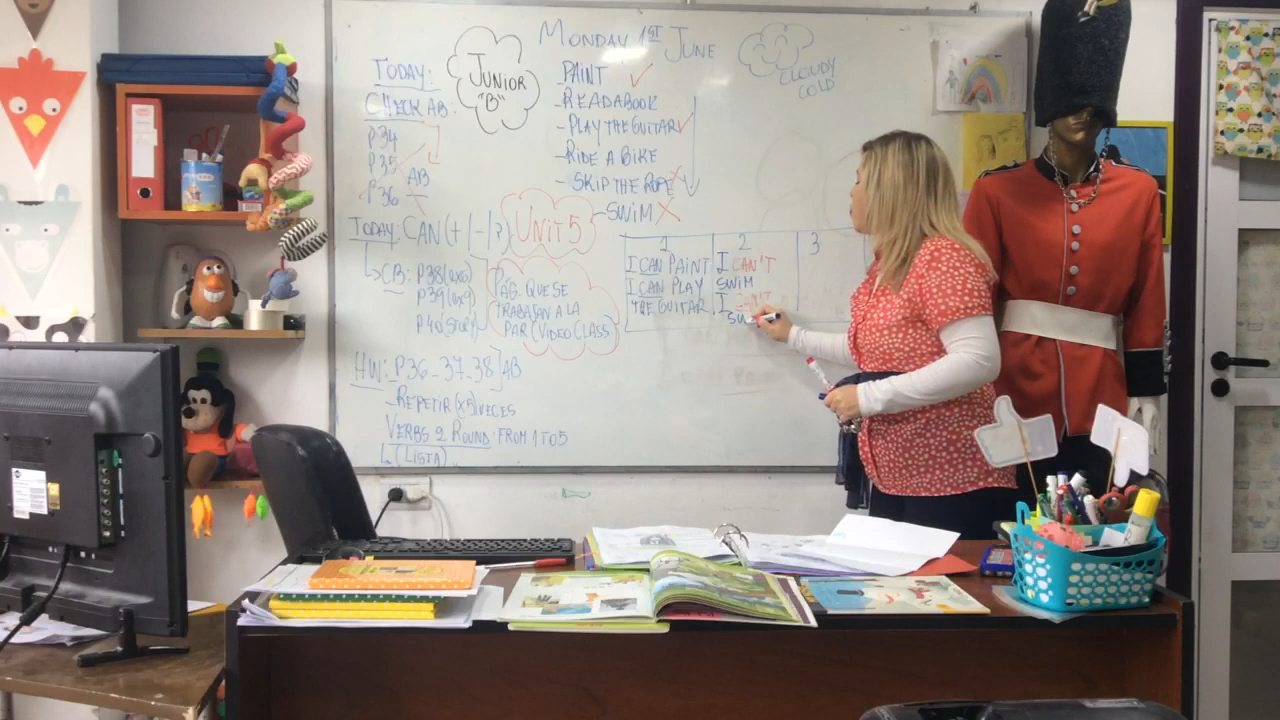 MONDAY 1ST JUNE
CLOUDY
COLD
TODAY:
CHECK AB:
P34
P35
P36 AB
JUNIOR
"B"
PAINT ✓
- READ A BOOK
- PLAY THE GUITAR ✓
- RIDE A BIKE
- SKIP THE ROPE X
- SWIM X
TODAY: CAN (+ | - | ?)
UNIT 5
CB: P38
P39
P40 (STORY)
PÁG. QUE SE
TRABAJAN A LA
PAR (VIDEO CLASS
HW: P36-37-38] AB
- REPETIR (X5) VECES
VERBS 2 ROUND: FROM 1 TO 5
(LISTA)
1 2 3
I CAN PAINT
I CAN PLAY
THE GUITAR.
I CAN'T
SWIM
I CAN'T